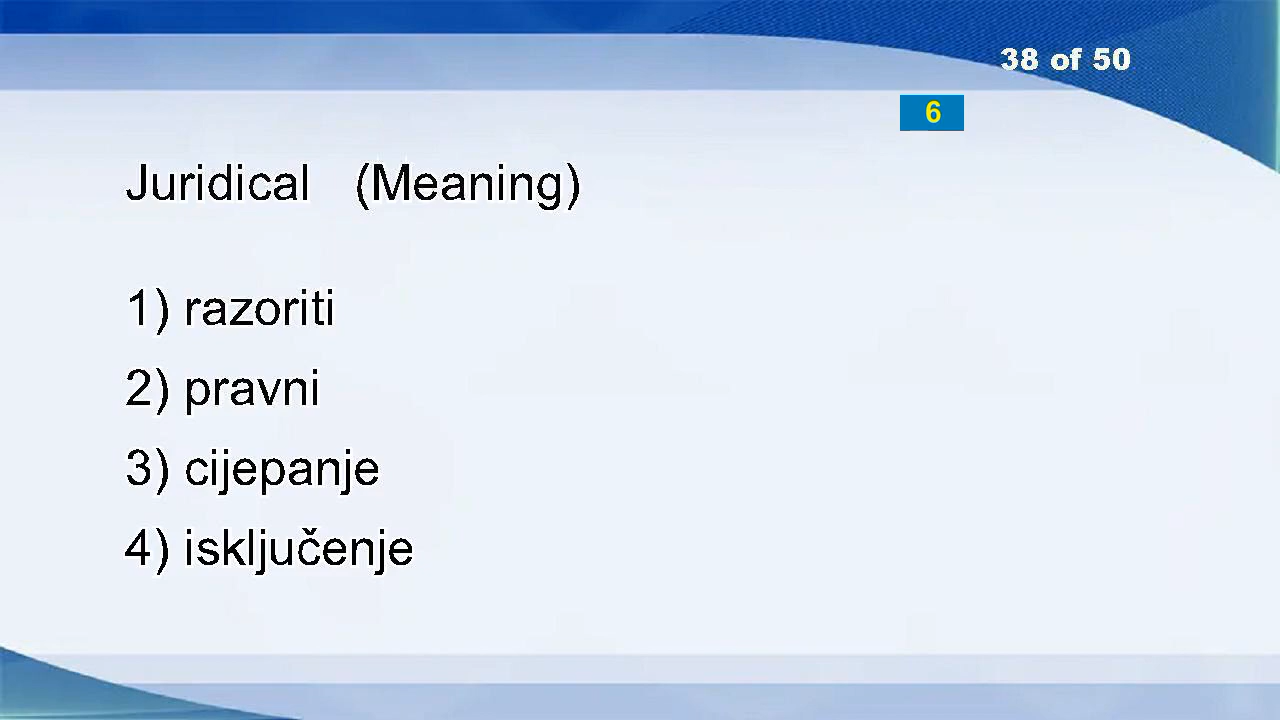 38 of 50
6
Juridical (Meaning)
1) razoriti
2) pravni
3) cijepanje
4) isključenje